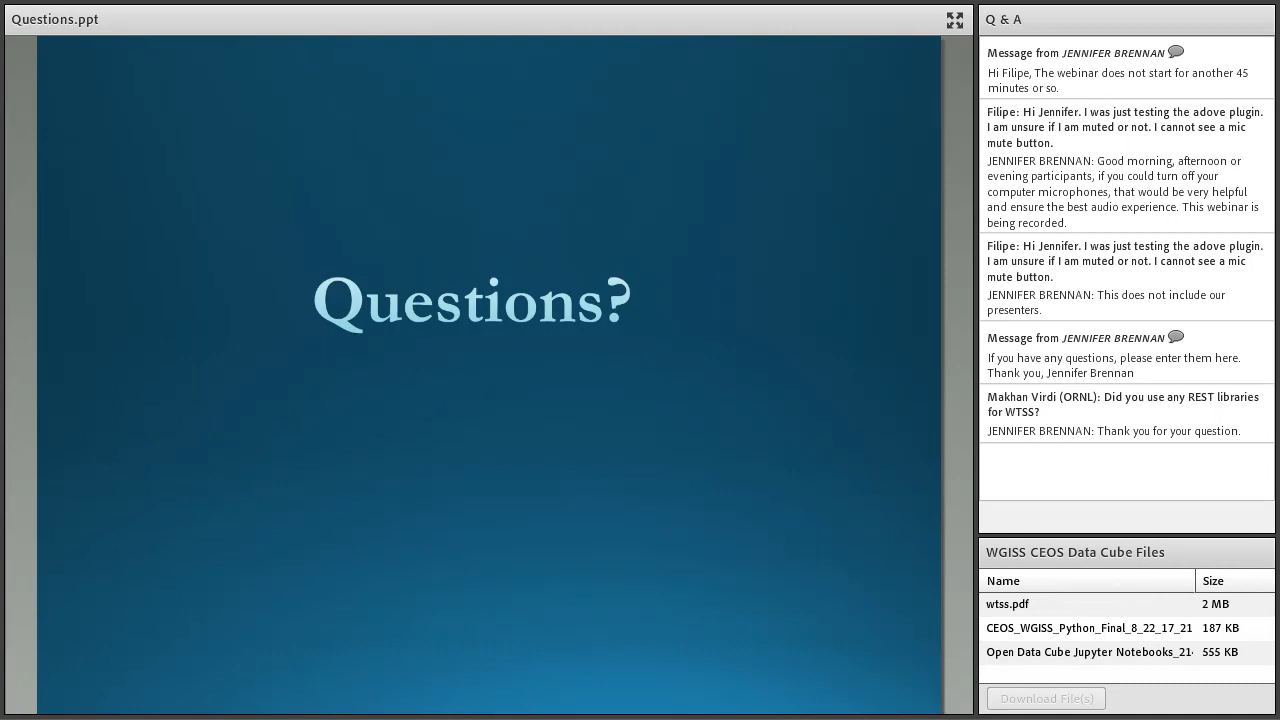 Questions.ppt
Questions?
Q & A
Message from JENNIFER BRENNAN
Hi Filipe, The webinar does not start for another 45
minutes or so.
Filipe: Hi Jennifer. I was just testing the adove plugin.
I am unsure if I am muted or not. I cannot see a mic
mute button.
JENNIFER BRENNAN: Good morning, afternoon or
evening participants, if you could turn off your
computer microphones, that would be very helpful
and ensure the best audio experience. This webinar is
being recorded.
Filipe: Hi Jennifer. I was just testing the adove plugin.
I am unsure if I am muted or not. I cannot see a mic
mute button.
JENNIFER BRENNAN: This does not include our
presenters.
Message from JENNIFER BRENNAN
If you have any questions, please enter them here.
Thank you, Jennifer Brennan
Makhan Virdi (ORNL): Did you use any REST libraries
for WTSS?
JENNIFER BRENNAN: Thank you for your question.
WGISS CEOS Data Cube Files
Name Size
wtss.pdf 2 MB
CEOS_WGISS_Python_Final_8_22_17_21 187 KB
Open Data Cube Jupyter Notebooks_21 555 KB
Download File(s)